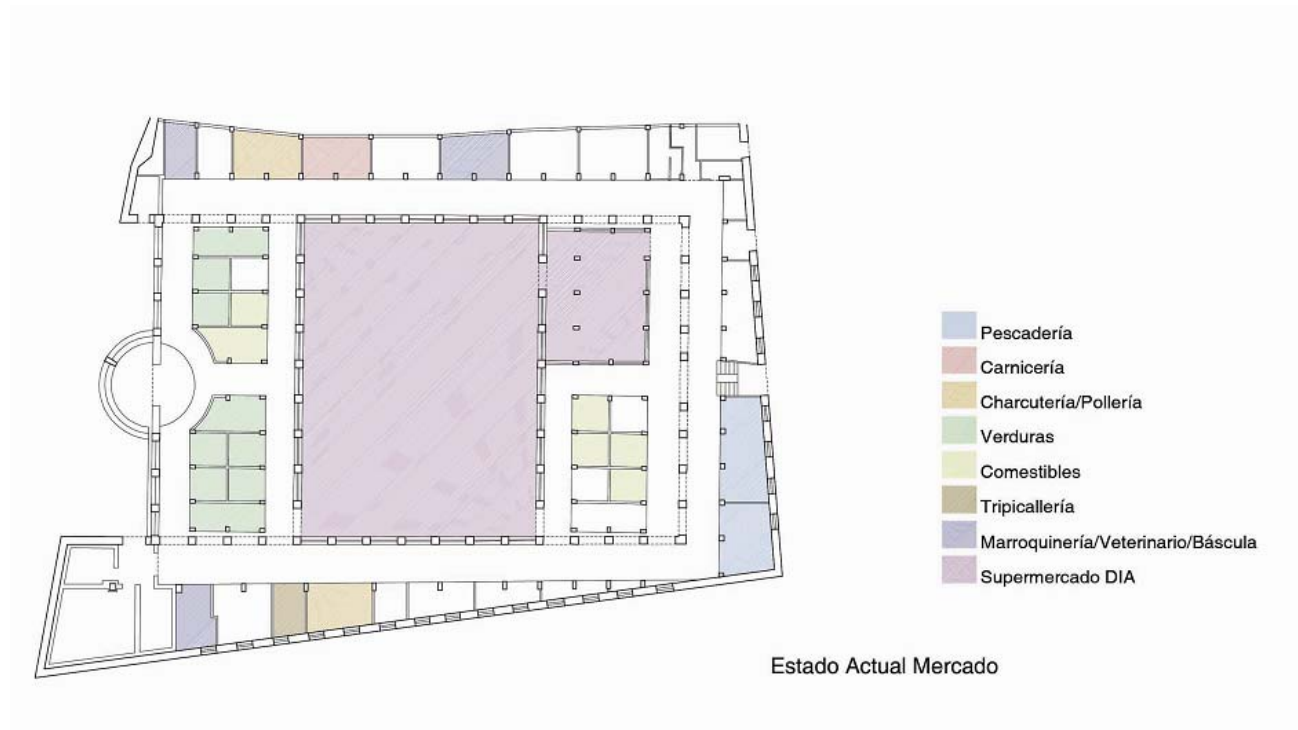 Pescadería
Carnicería
Charcutería/Pollería
Verduras
Comestibles
Tripicallería
Marroquinería/Veterinario/Báscula
Supermercado DIA
Estado Actual Mercado